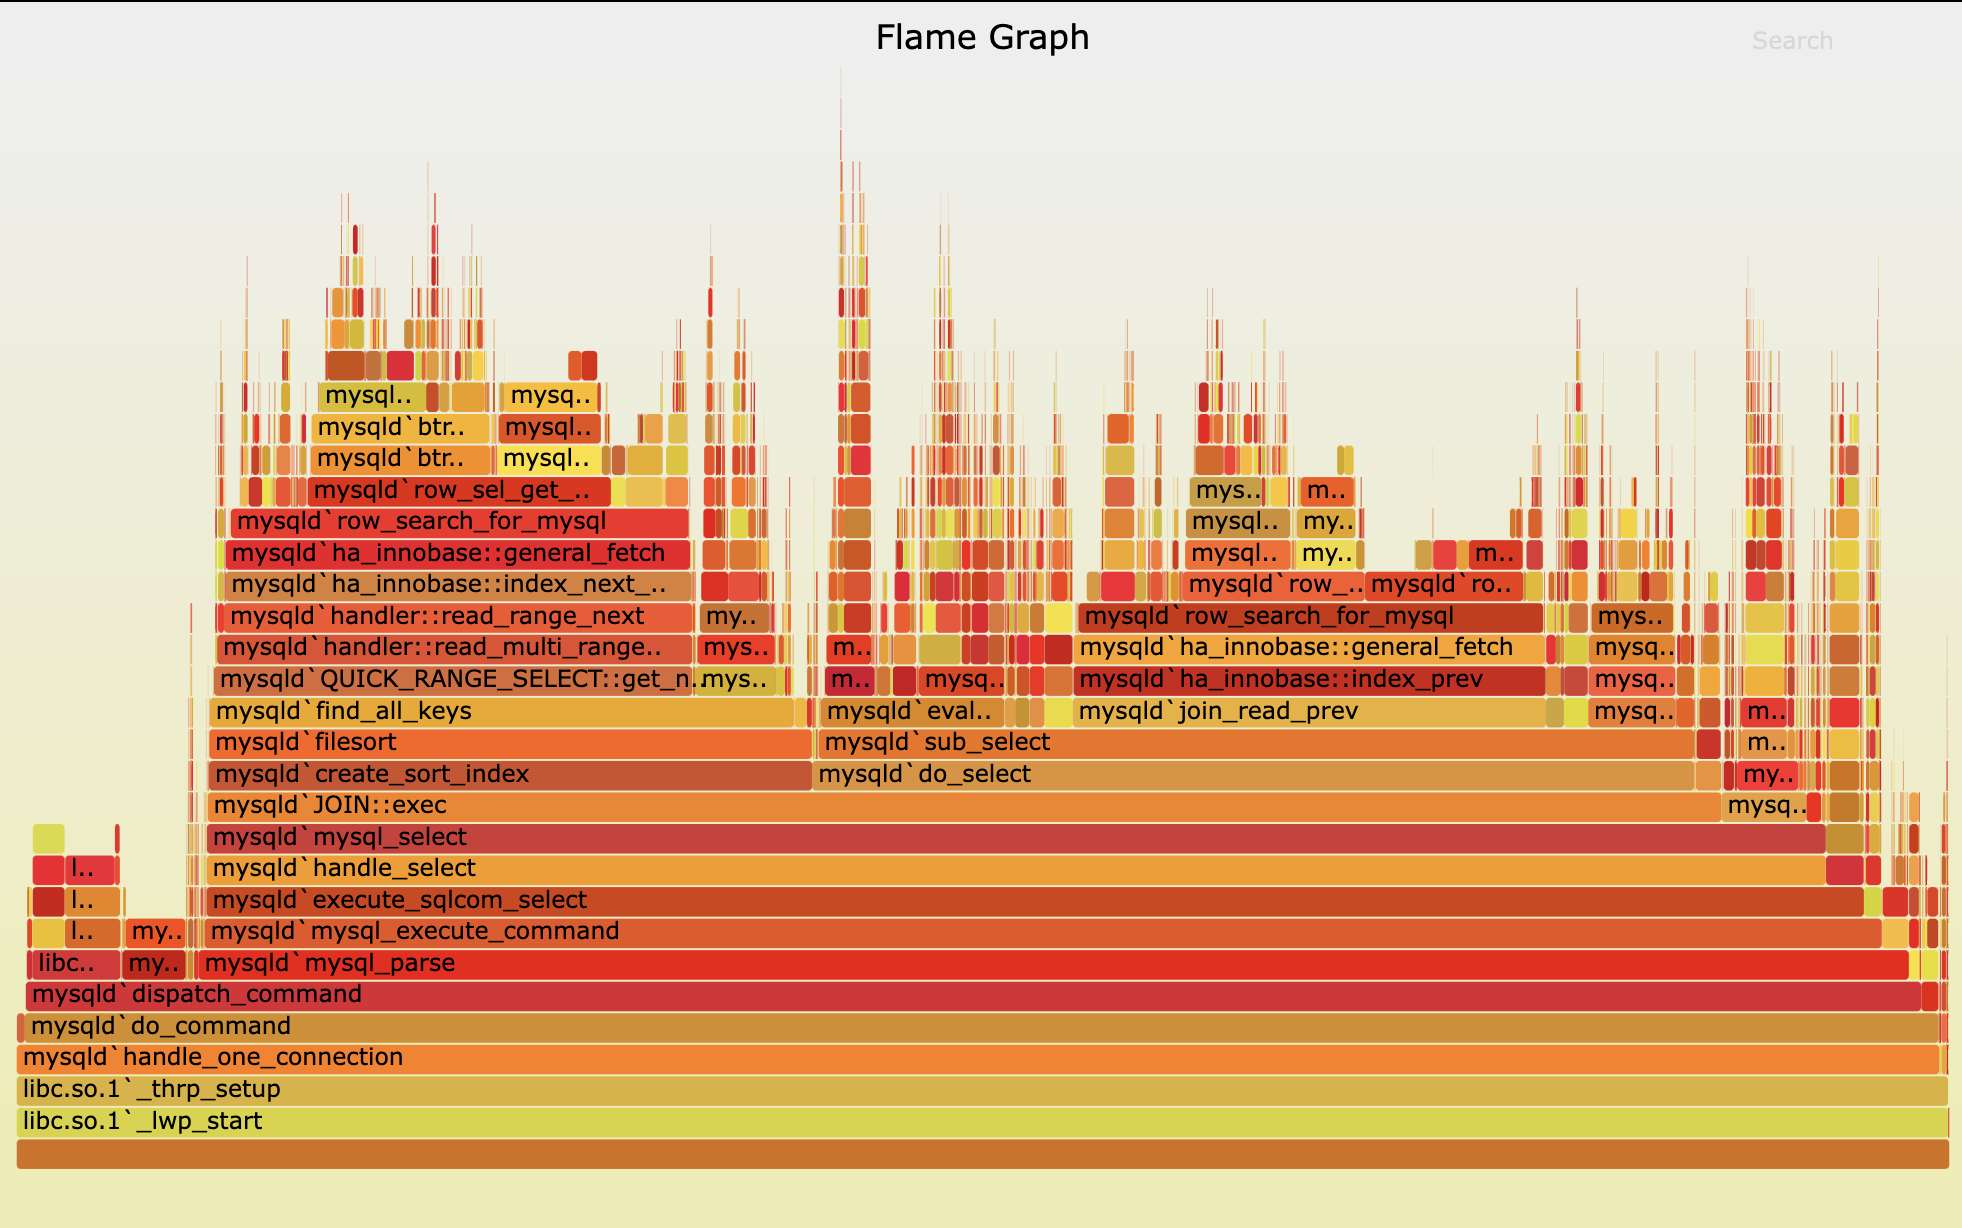 Flame Graph
Search
mysql.. mysq..
mysqld`btr.. mysql..
mysqld`btr.. mysql..
mysqld`row_sel_get_.. mys.. m..
mysqld`row_search_for_mysql mysql.. my..
mysqld`ha_innobase::general_fetch mysql.. my.. m..
mysqld`ha_innobase::index_next_.. mysqld`row_.. mysqld`ro..
mysqld`handler::read_range_next my.. mysqld`row_search_for_mysql mys..
mysqld`handler::read_multi_range.. mys.. m.. mysqld`ha_innobase::general_fetch mysq..
mysqld`QUICK_RANGE_SELECT::get_n.. mys.. m.. mysq.. mysqld`ha_innobase::index_prev mysq..
mysqld`find_all_keys mysqld`eval.. mysqld`join_read_prev mysq.. m..
mysqld`filesort mysqld`sub_select m..
mysqld`create_sort_index mysqld`do_select my..
mysqld`JOIN::exec mysq..
mysqld`mysql_select
l.. mysqld`handle_select
l.. mysqld`execute_sqlcom_select
l.. my.. mysqld`mysql_execute_command
libc.. my.. mysqld`mysql_parse
mysqld`dispatch_command
mysqld`do_command
mysqld`handle_one_connection
libc.so.1`_thrp_setup
libc.so.1`_lwp_start